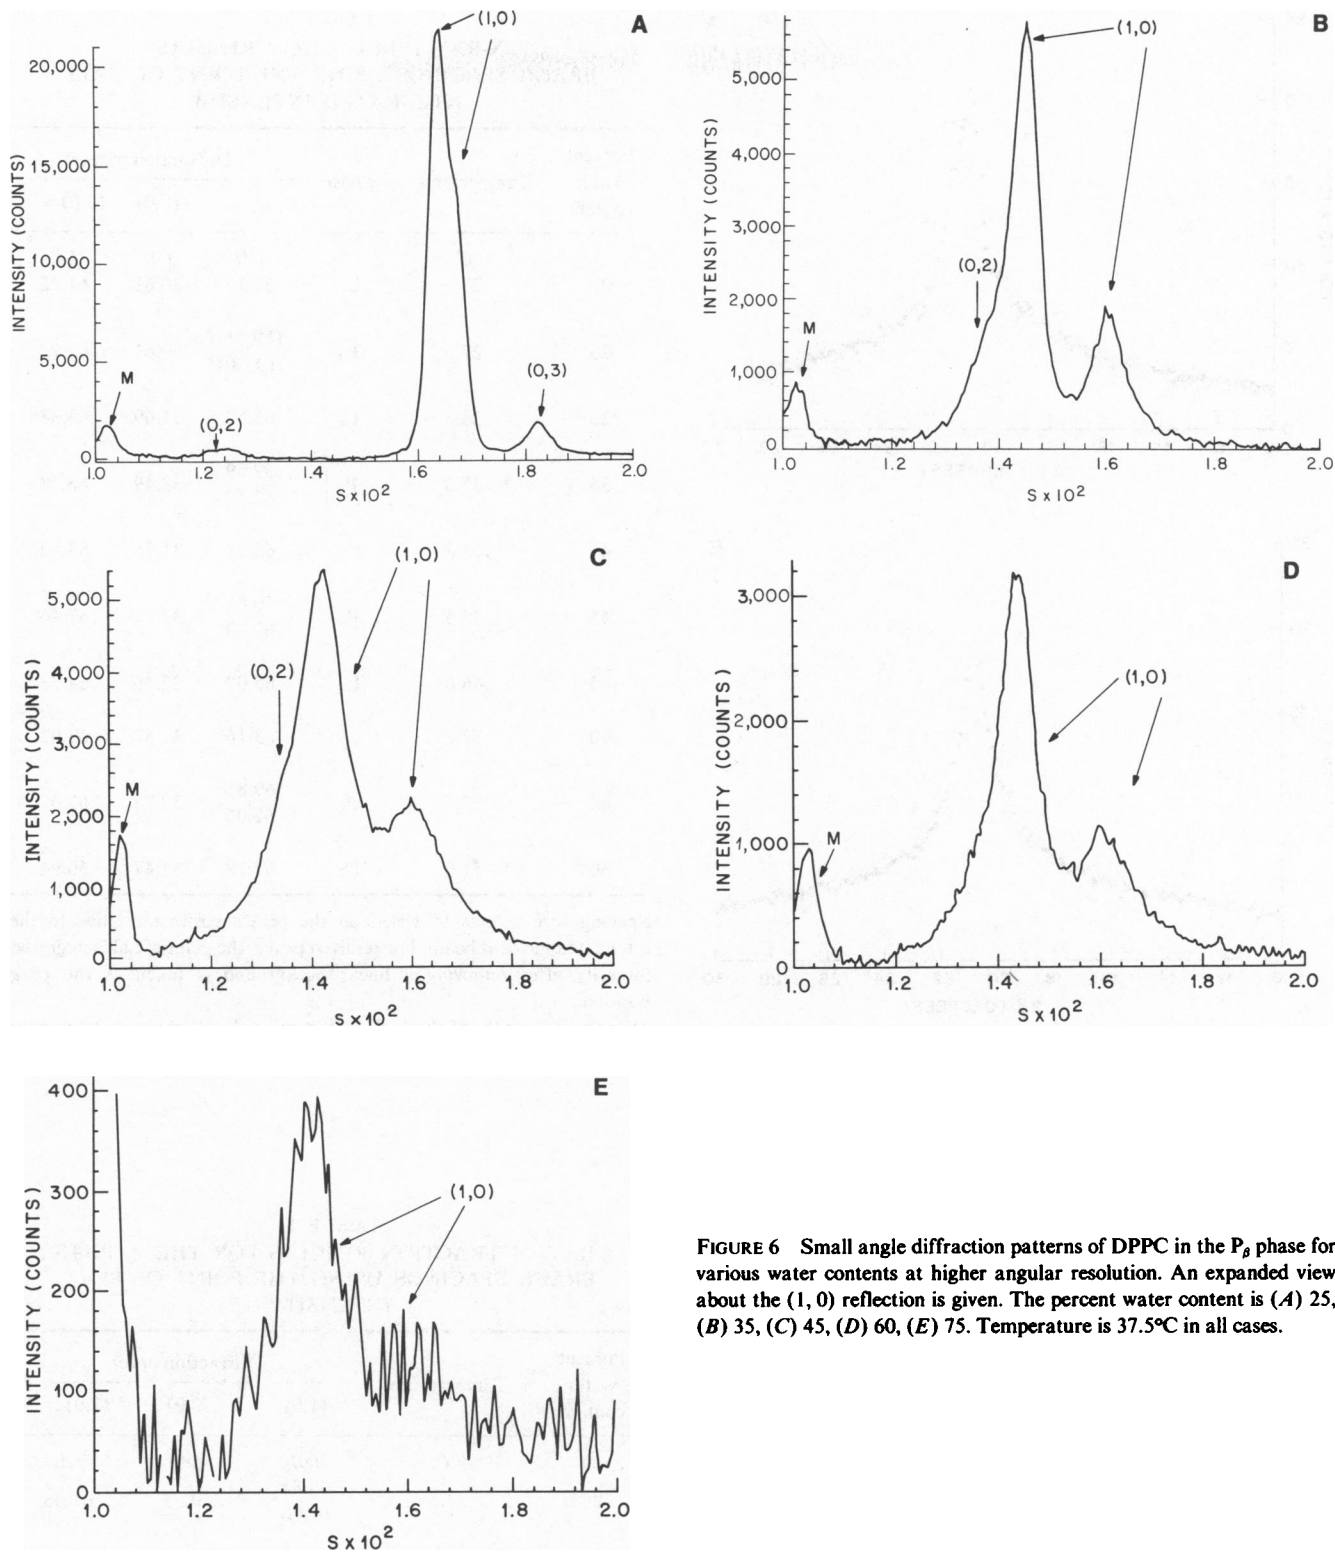 A
(1,0)
20,000
15,000
10,000
5,000
0
INTENSITY (COUNTS)
M
(0,2)
(0,3)
1.0 1.2 1.4 1.6 1.8 2.0
S x 10²
B
(1,0)
5,000
4,000
3,000
2,000
1,000
0
INTENSITY (COUNTS)
M
(0,2)
1.0 1.2 1.4 1.6 1.8 2.0
S x 10²
C
(1,0)
5,000
4,000
3,000
2,000
1,000
0
INTENSITY (COUNTS)
M
(0,2)
1.0 1.2 1.4 1.6 1.8 2.0
S x 10²
D
(1,0)
3,000
2,000
1,000
0
INTENSITY (COUNTS)
M
1.0 1.2 1.4 1.6 1.8 2.0
S x 10²
E
(1,0)
400
300
200
100
0
INTENSITY (COUNTS)
1.0 1.2 1.4 1.6 1.8 2.0
S x 10²
FIGURE 6 Small angle diffraction patterns of DPPC in the Pβ phase for
various water contents at higher angular resolution. An expanded view
about the (1, 0) reflection is given. The percent water content is (A) 25,
(B) 35, (C) 45, (D) 60, (E) 75. Temperature is 37.5°C in all cases.